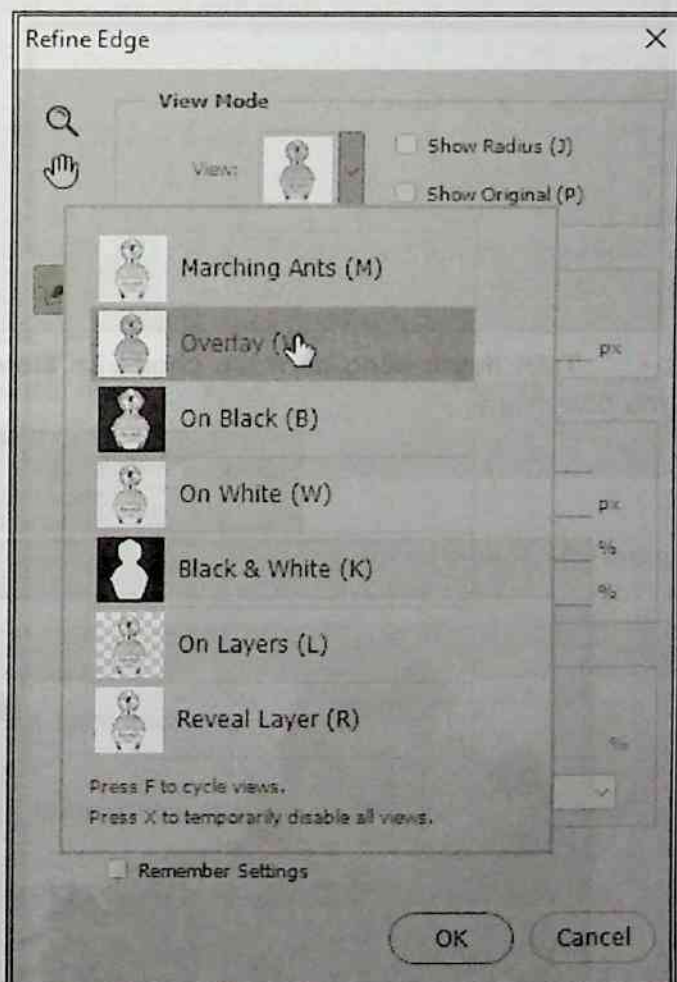 Refine Edge
View Mode
View:
Show Radius (J)
Show Original (P)
Marching Ants (M)
Overlay (
px
On Black (B)
On White (W)
px
%
Black & White (K)
%
On Layers (L)
Reveal Layer (R)
%
Press F to cycle views.
Press X to temporarily disable all views.
Remember Settings
OK
Cancel